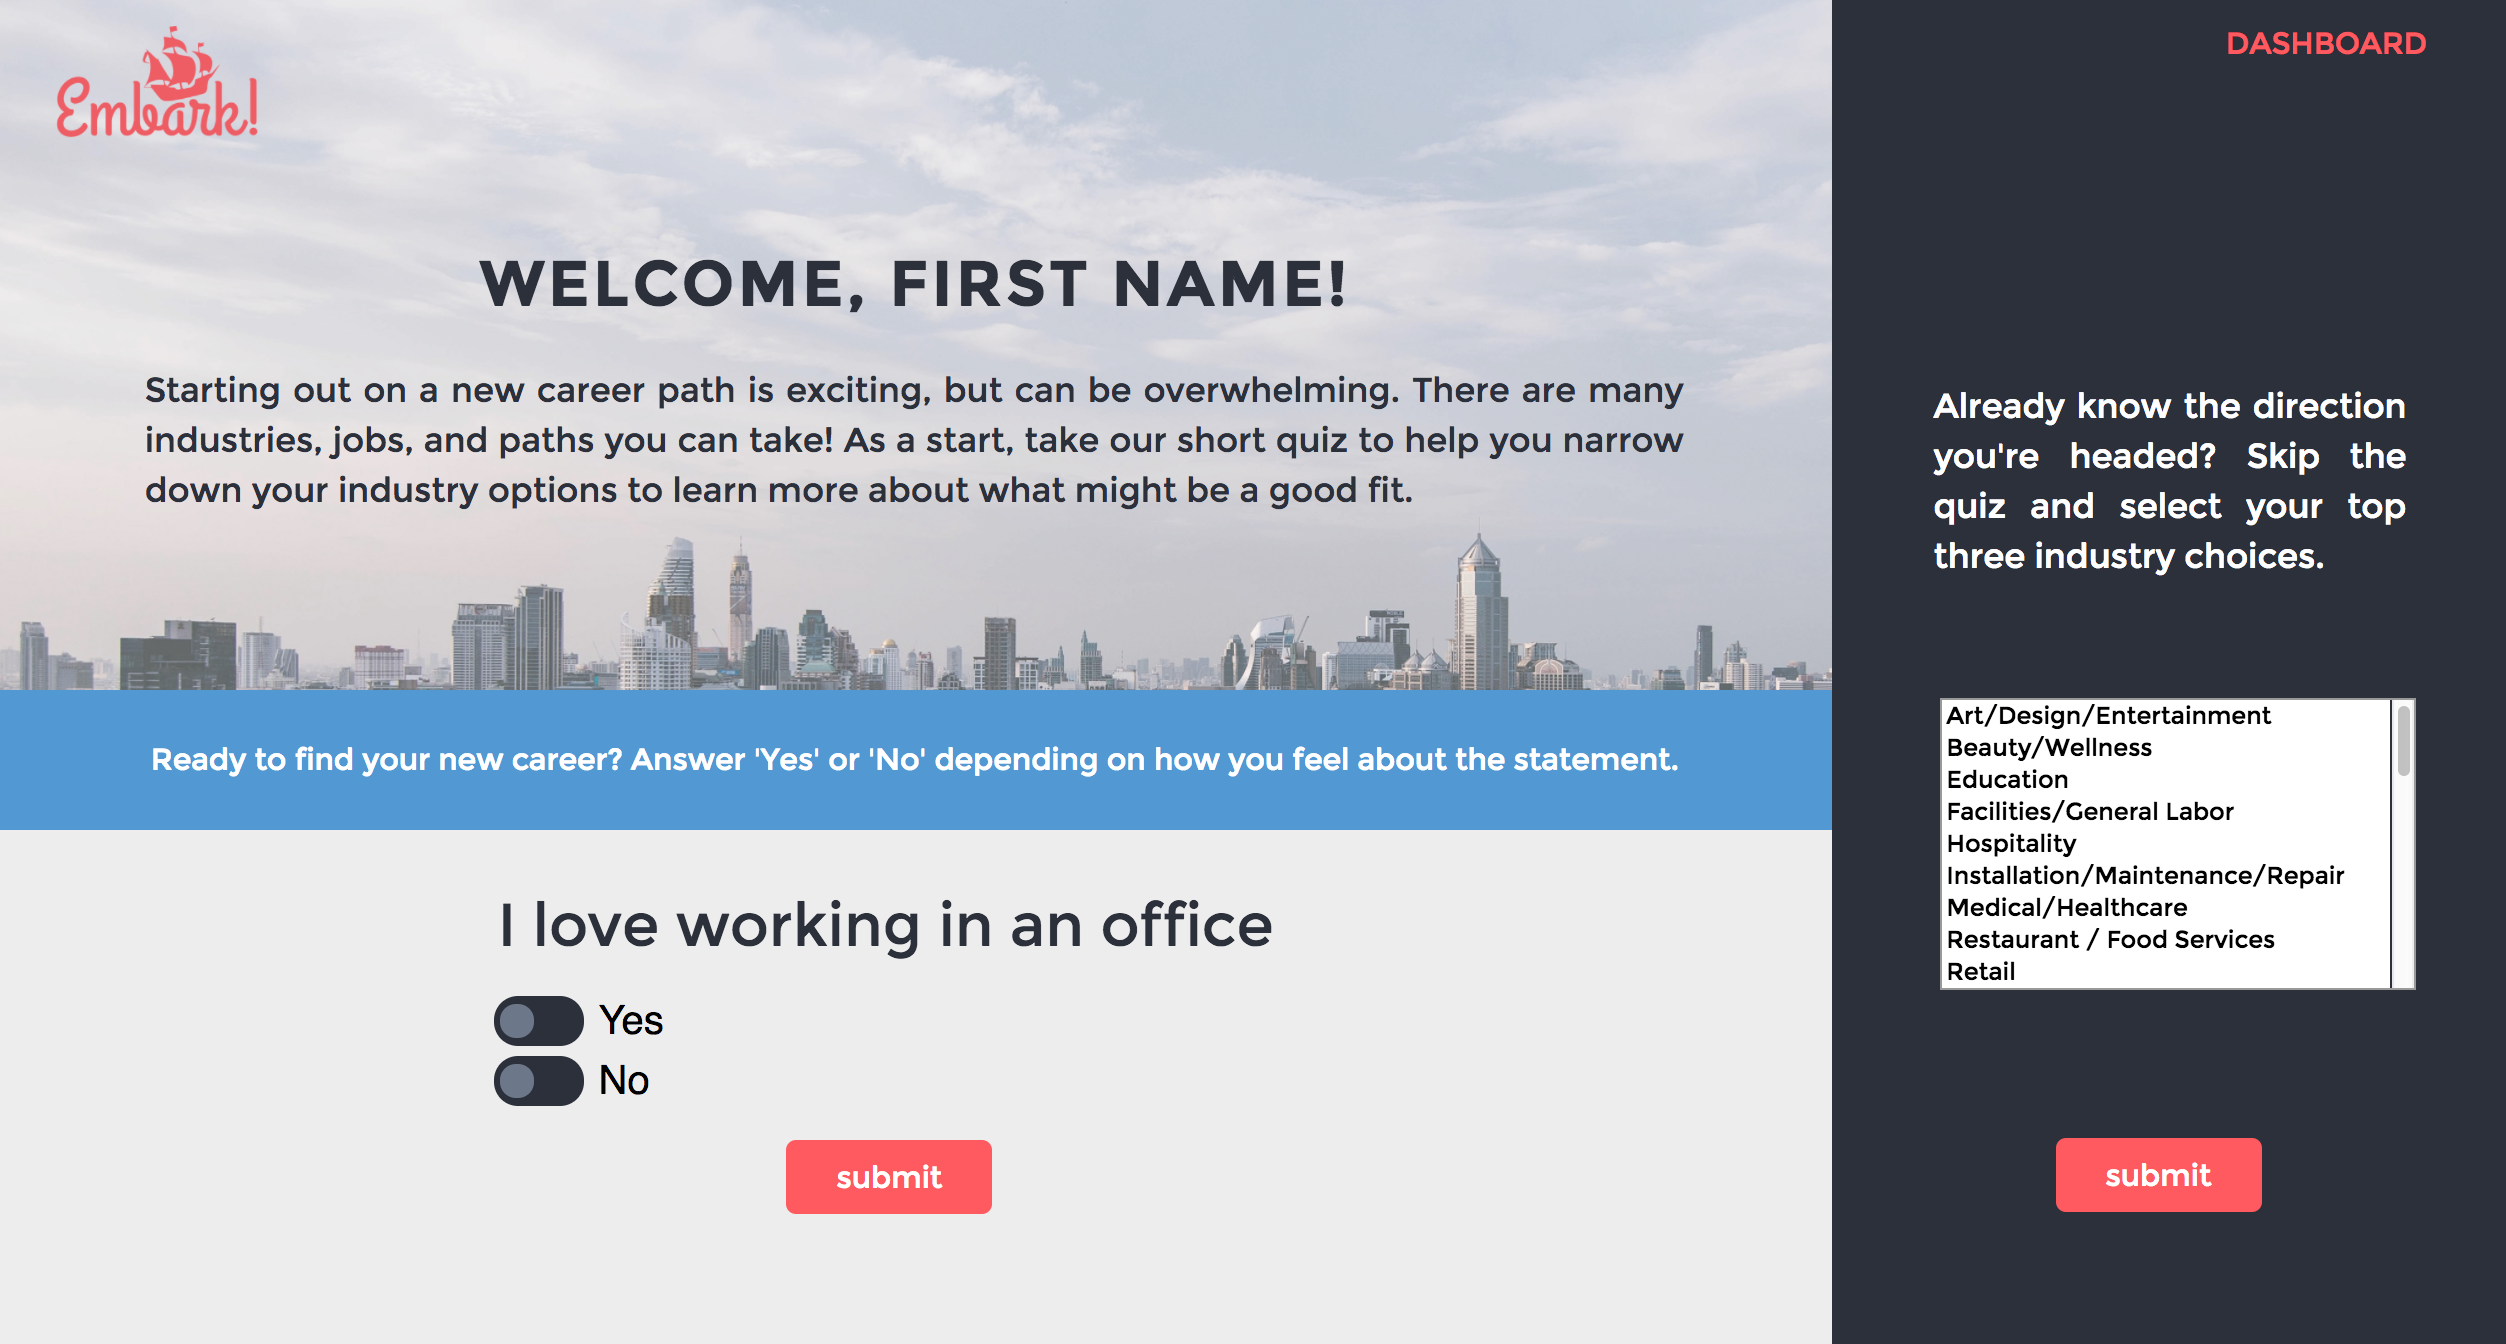 Embark!
DASHBOARD
WELCOME, FIRST NAME!
Starting out on a new career path is exciting, but can be overwhelming. There are many
industries, jobs, and paths you can take! As a start, take our short quiz to help you narrow
down your industry options to learn more about what might be a good fit.
Ready to find your new career? Answer 'Yes' or 'No' depending on how you feel about the statement.
I love working in an office
Yes
No
submit
Already know the direction
you're headed? Skip the
quiz and select your top
three industry choices.
Art/Design/Entertainment
Beauty/Wellness
Education
Facilities/General Labor
Hospitality
Installation/Maintenance/Repair
Medical/Healthcare
Restaurant / Food Services
Retail
submit